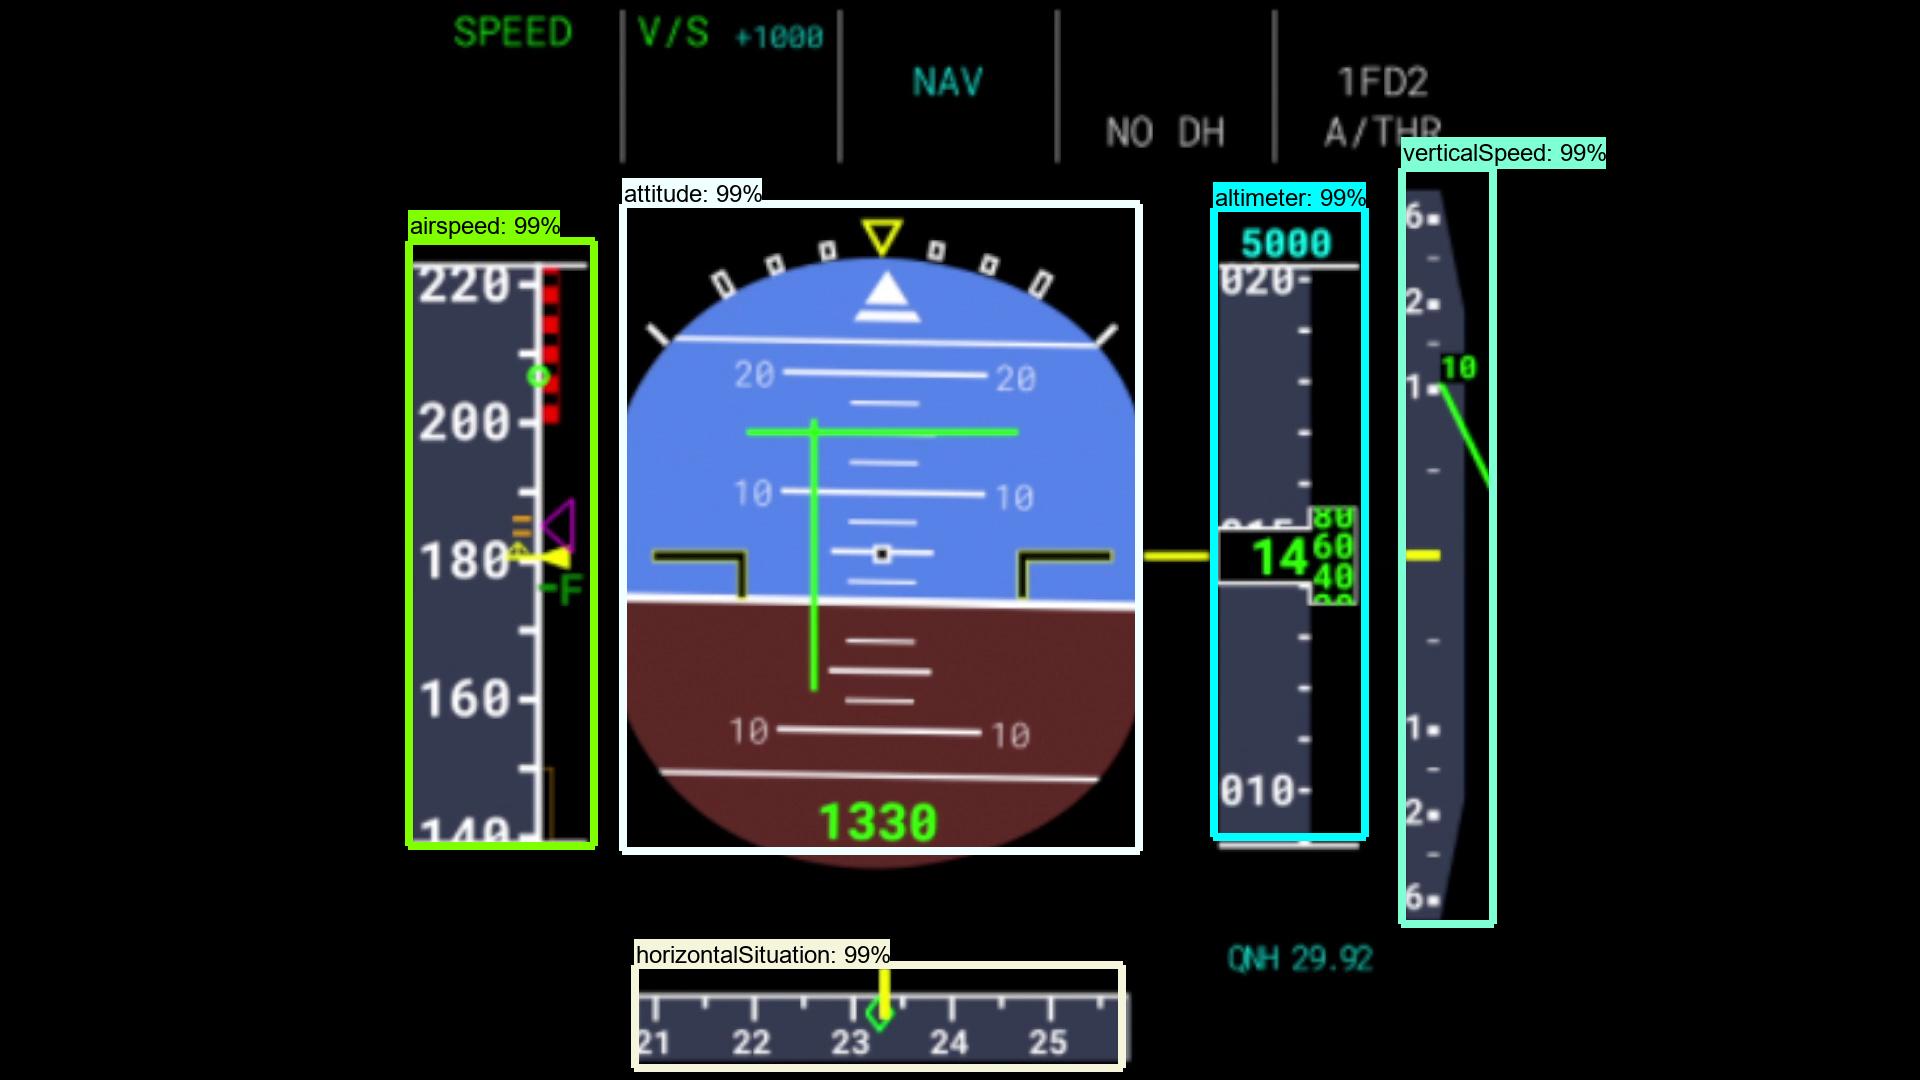 SPEED V/S +1000
NAV 1FD2
NO DH A/THR
verticalSpeed: 99%
attitude: 99%
altimeter: 99%
airspeed: 99%
220
200
180
F
160
140
20 20
10 10
10 10
1330
5000
020
015
80
14 60
40
010
6
2
10
1
1
2
6
horizontalSituation: 99%
QNH 29.92
21 22 23 24 25